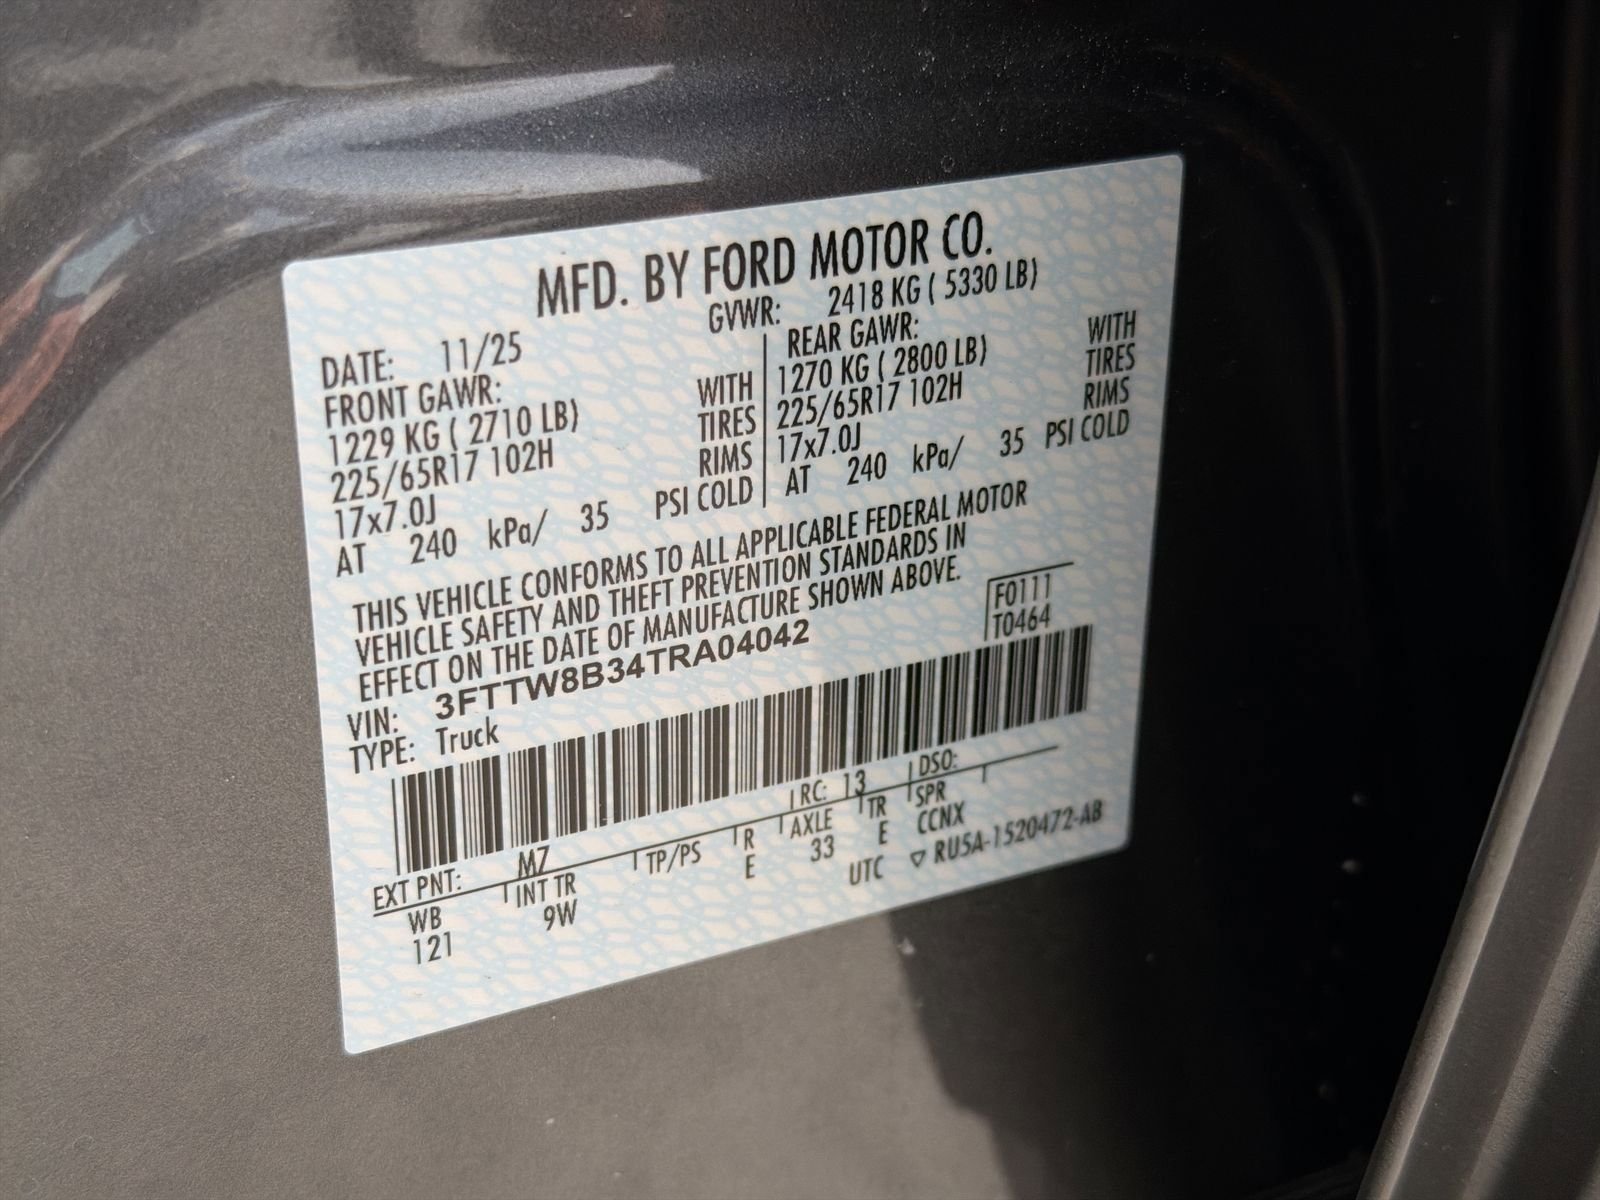 MFD. BY FORD MOTOR CO.
DATE: 11/25 GVWR: 2418 KG ( 5330 LB)
FRONT GAWR:
1229 KG ( 2710 LB) WITH
225/65R17 102H TIRES
17x7.0J RIMS
AT 240 kPa/ 35 PSI COLD
REAR GAWR:
1270 KG ( 2800 LB) WITH
225/65R17 102H TIRES
17x7.0J RIMS
AT 240 kPa/ 35 PSI COLD
THIS VEHICLE CONFORMS TO ALL APPLICABLE FEDERAL MOTOR
VEHICLE SAFETY AND THEFT PREVENTION STANDARDS IN
EFFECT ON THE DATE OF MANUFACTURE SHOWN ABOVE.
F0111
T0464
VIN: 3FTTW8B34TRA04042
TYPE: Truck
EXT PNT: M7 RC: 13 DSO:
WB INT TR TP/PS R AXLE TR SPR
121 9W E 33 E CCNX
UTC ▽ RU5A-1520472-AB